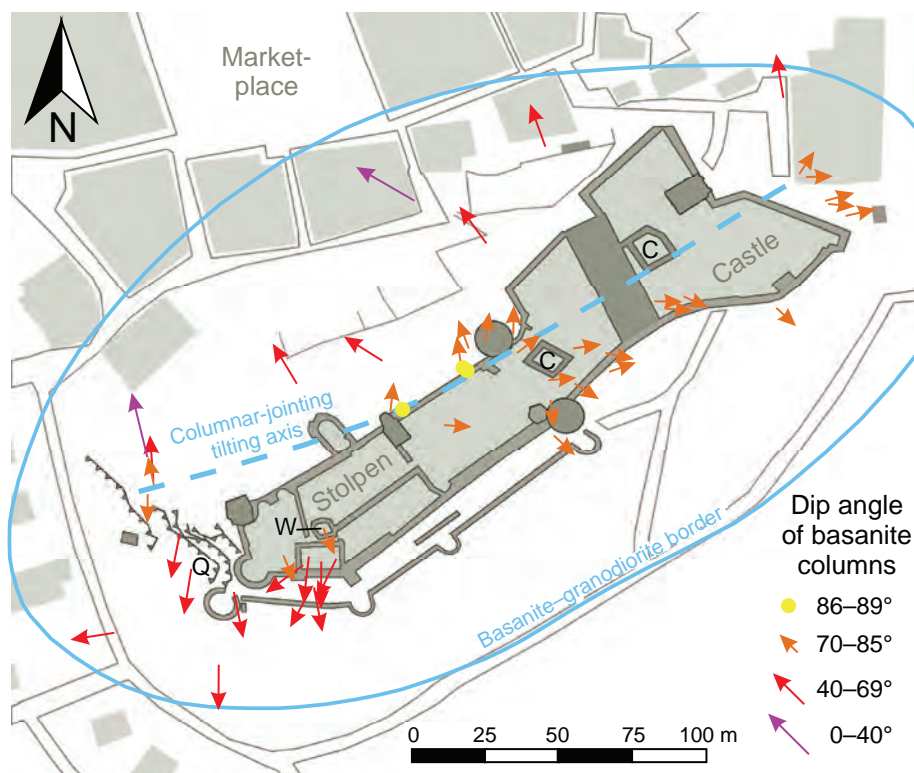 N
Market-
place
C
Castle
C
Columnar-jointing
tilting axis
Stolpen
W
Q
Basanite–granodiorite border
Dip angle
of basanite
columns
86–89°
70–85°
40–69°
0–40°
0 25 50 75 100 m